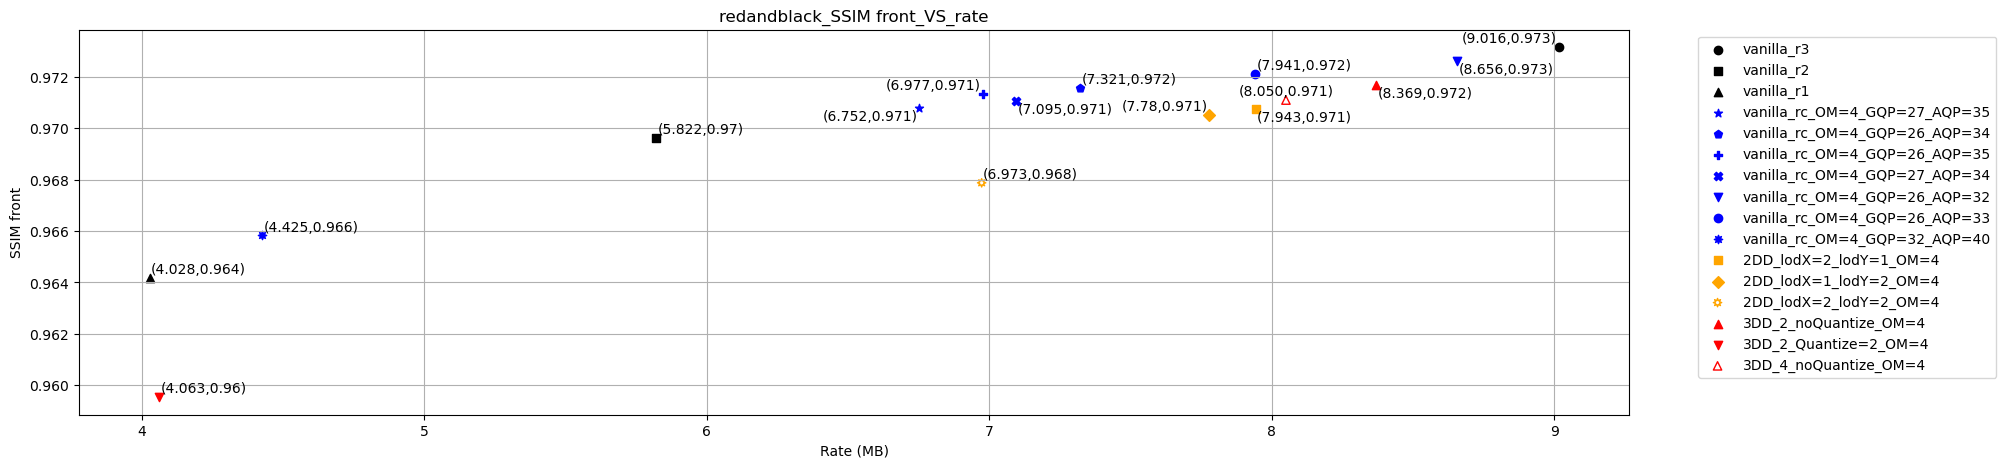 redandblack_SSIM front_VS_rate
SSIM front
0.972
0.970
0.968
0.966
0.964
0.962
0.960
(9.016,0.973)
(8.656,0.973)
(7.941,0.972)
(7.321,0.972)
(6.977,0.971)
(8.369,0.972)
(8.050,0.971)
(7.095,0.971)
(7.78,0.971)
(6.752,0.971)
(7.943,0.971)
(5.822,0.97)
(6.973,0.968)
(4.425,0.966)
(4.028,0.964)
(4.063,0.96)
4
5
6
7
8
9
Rate (MB)
vanilla_r3
vanilla_r2
vanilla_r1
vanilla_rc_OM=4_GQP=27_AQP=35
vanilla_rc_OM=4_GQP=26_AQP=34
vanilla_rc_OM=4_GQP=26_AQP=35
vanilla_rc_OM=4_GQP=27_AQP=34
vanilla_rc_OM=4_GQP=26_AQP=32
vanilla_rc_OM=4_GQP=26_AQP=33
vanilla_rc_OM=4_GQP=32_AQP=40
2DD_lodX=2_lodY=1_OM=4
2DD_lodX=1_lodY=2_OM=4
2DD_lodX=2_lodY=2_OM=4
3DD_2_noQuantize_OM=4
3DD_2_Quantize=2_OM=4
3DD_4_noQuantize_OM=4